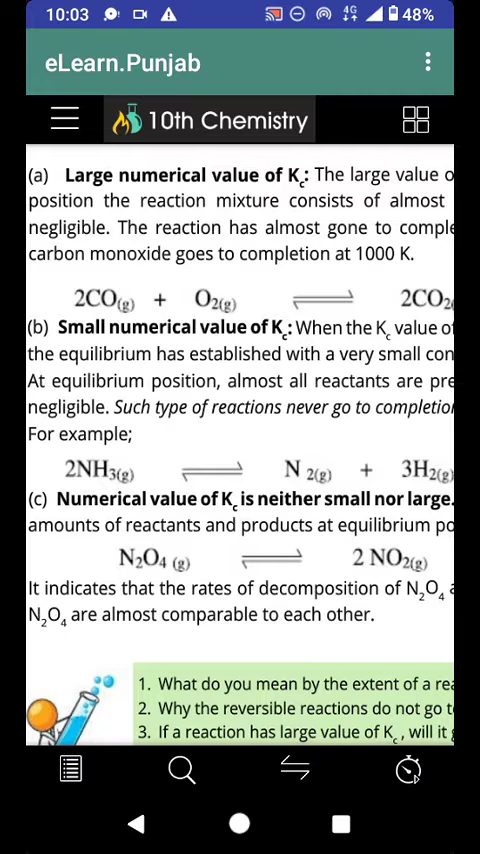 10:03 4G 48%
eLearn.Punjab
10th Chemistry
(a) Large numerical value of Kc: The large value o
position the reaction mixture consists of almost
negligible. The reaction has almost gone to comple
carbon monoxide goes to completion at 1000 K.
2CO(g) + O2(g) ⇌ 2CO2(
(b) Small numerical value of Kc: When the Kc value of
the equilibrium has established with a very small con
At equilibrium position, almost all reactants are pre
negligible. Such type of reactions never go to completion
For example;
2NH3(g) ⇌ N2(g) + 3H2(g)
(c) Numerical value of Kc is neither small nor large.
amounts of reactants and products at equilibrium po
N2O4 (g) ⇌ 2 NO2(g)
It indicates that the rates of decomposition of N2O4 a
N2O4 are almost comparable to each other.
1. What do you mean by the extent of a rea
2. Why the reversible reactions do not go t
3. If a reaction has large value of Kc, will it g